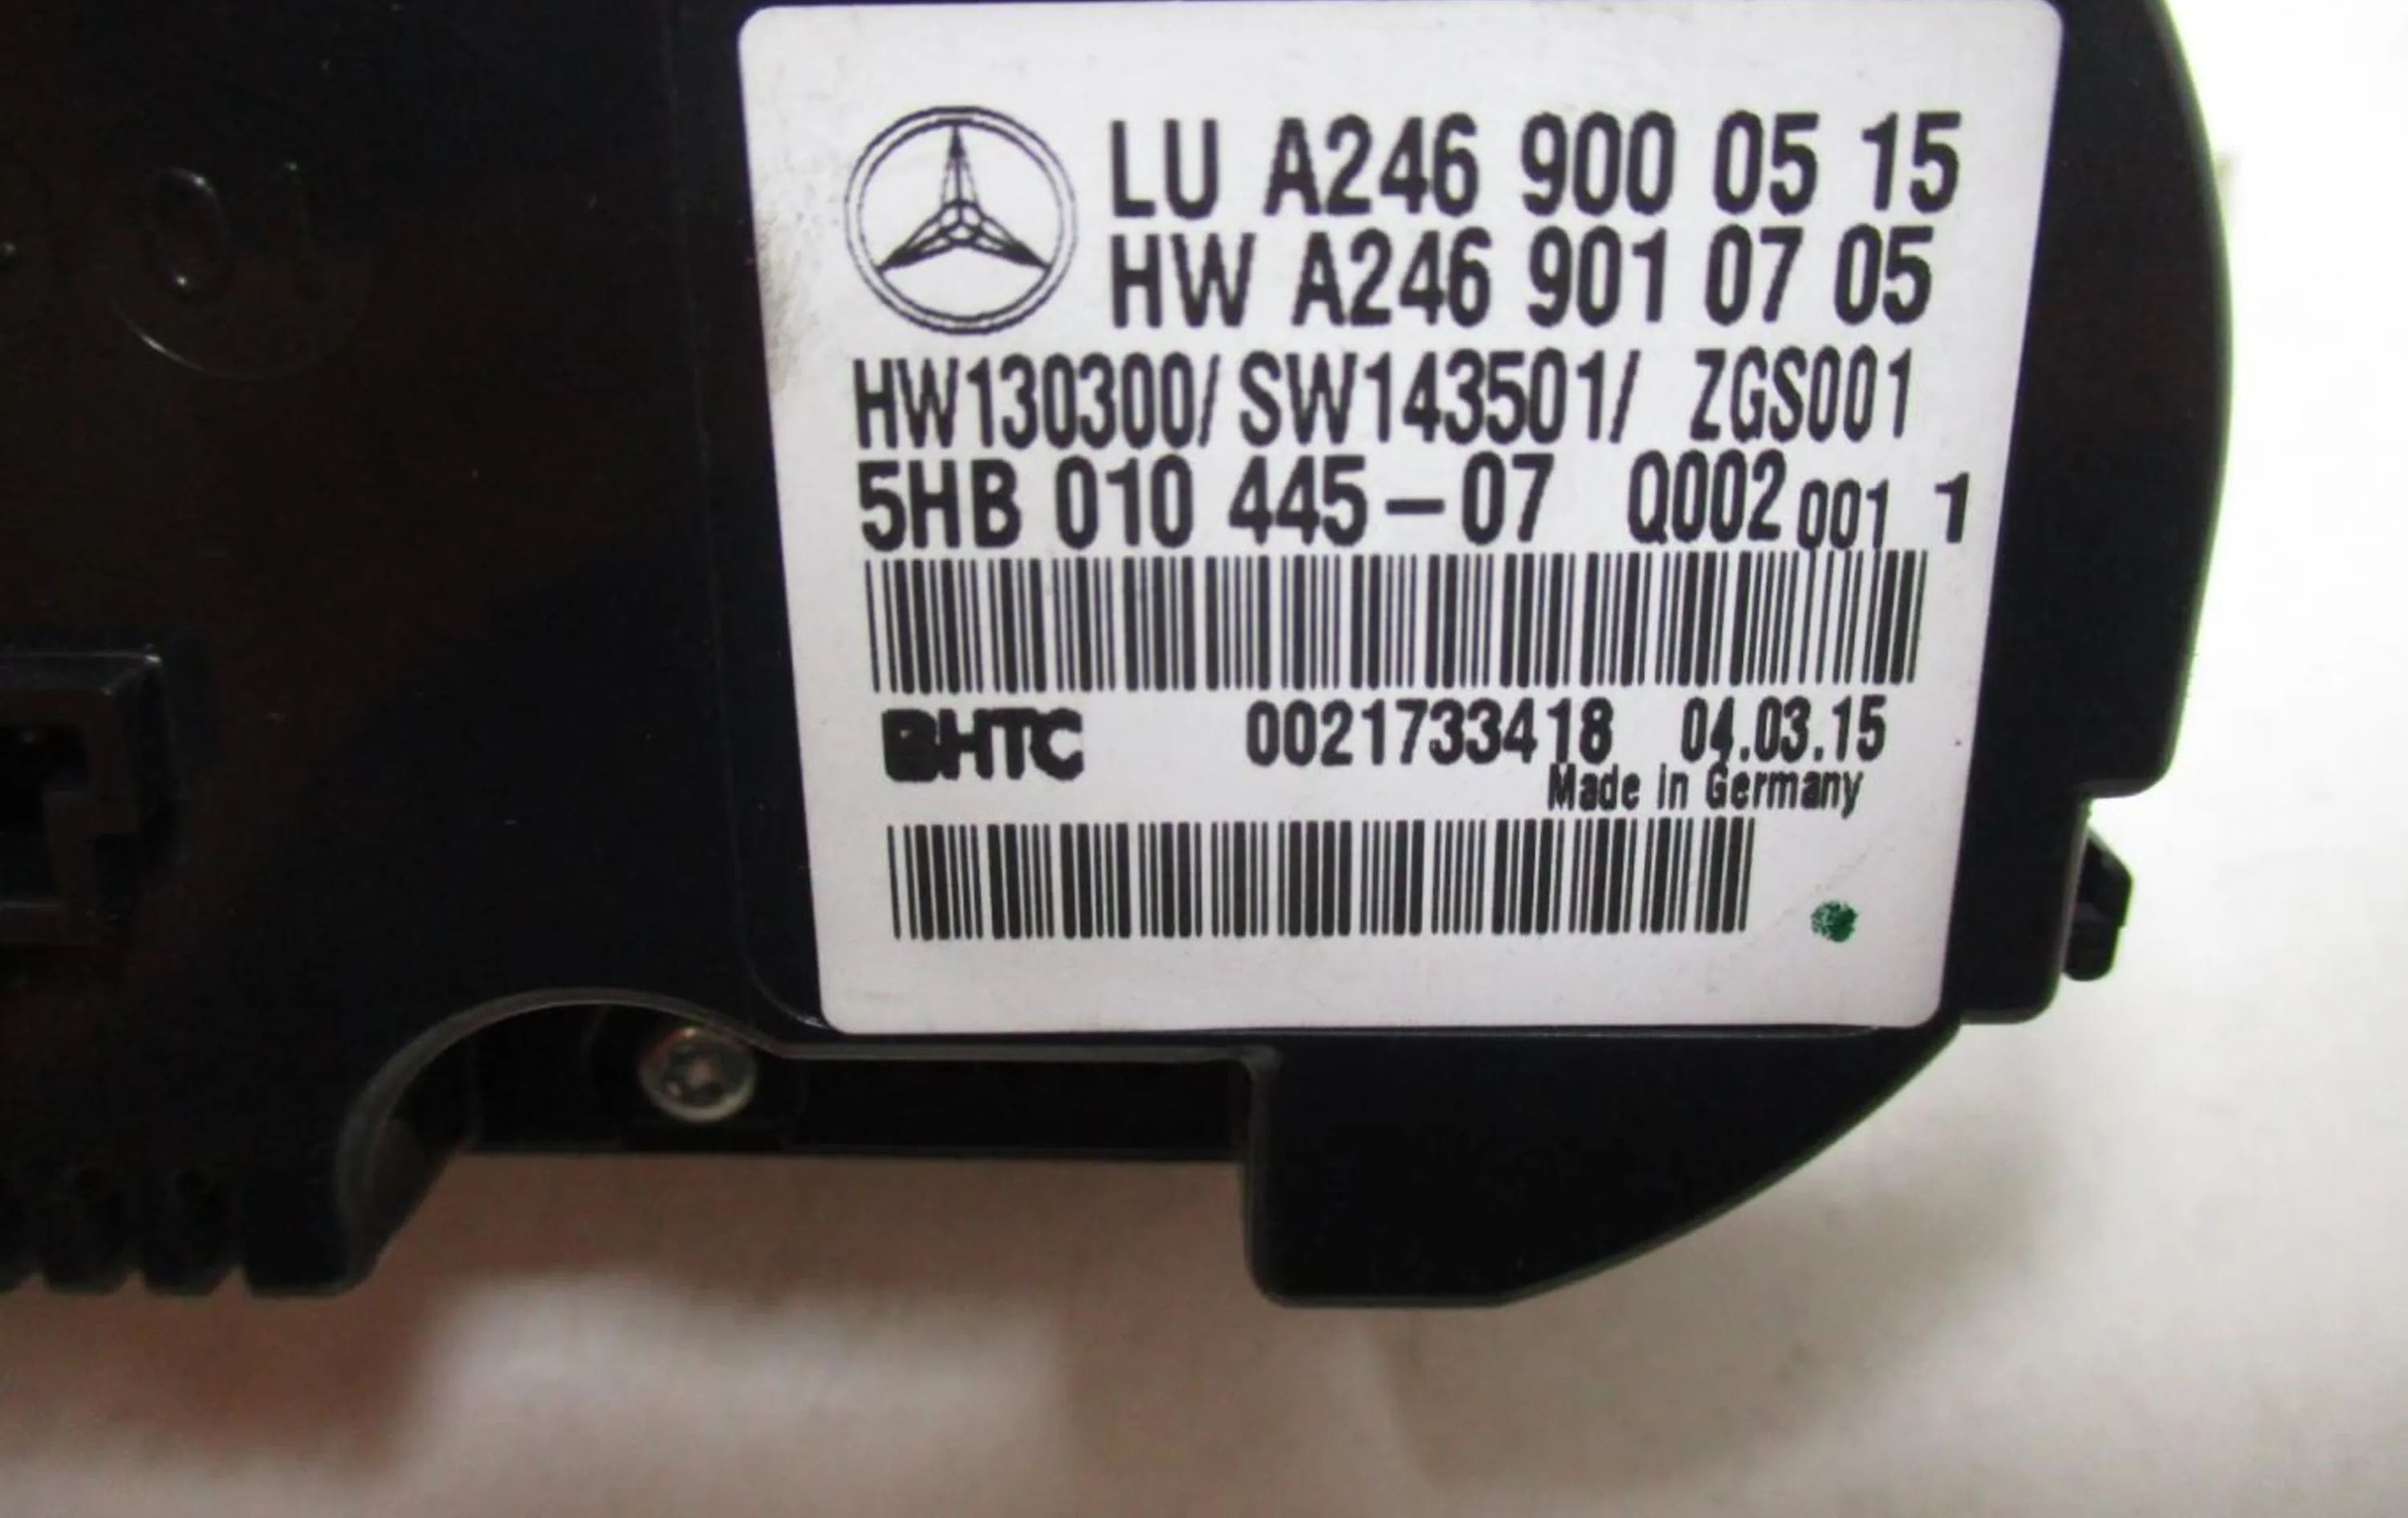 01
LU A246 900 05 15
HW A246 901 07 05
HW130300/ SW143501/ ZGS001
5HB 010 445-07 Q002 001 1
BHTC 0021733418 04.03.15
Made in Germany